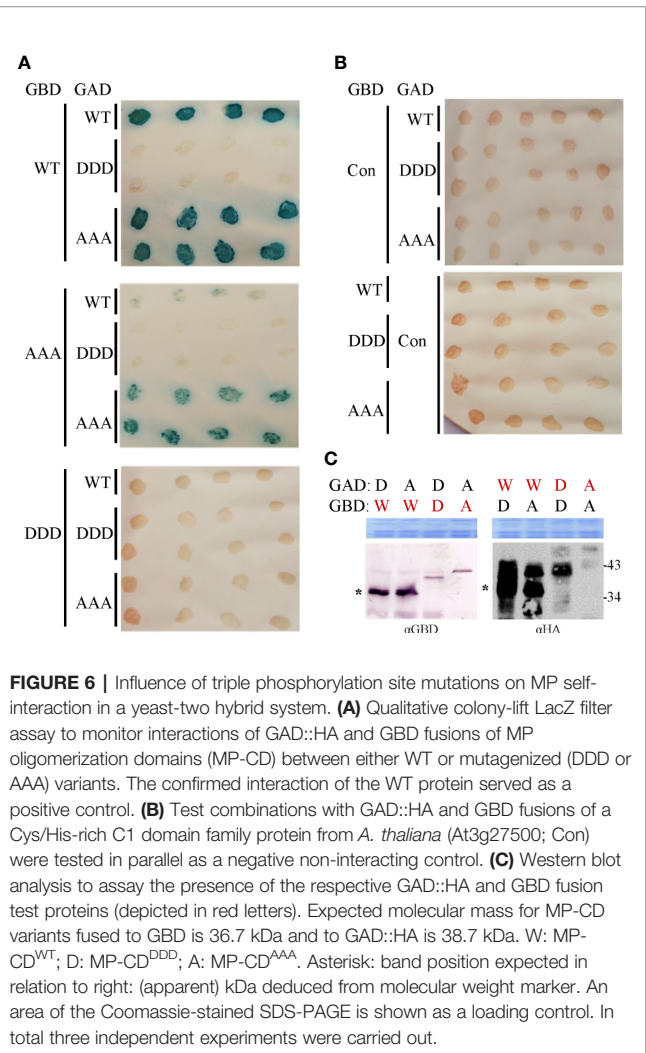 A
GBD GAD
WT
WT DDD
AAA
WT
AAA DDD
AAA
WT
DDD DDD
AAA
B
GBD GAD
WT
Con DDD
AAA
WT
DDD Con
AAA
C
GAD: D A D A
GBD: W W D A
*
αGBD
W W D A
D A D A
-43
* -34
αHA
FIGURE 6 | Influence of triple phosphorylation site mutations on MP self-
interaction in a yeast-two hybrid system. (A) Qualitative colony-lift LacZ filter
assay to monitor interactions of GAD::HA and GBD fusions of MP
oligomerization domains (MP-CD) between either WT or mutagenized (DDD or
AAA) variants. The confirmed interaction of the WT protein served as a
positive control. (B) Test combinations with GAD::HA and GBD fusions of a
Cys/His-rich C1 domain family protein from A. thaliana (At3g27500; Con)
were tested in parallel as a negative non-interacting control. (C) Western blot
analysis to assay the presence of the respective GAD::HA and GBD fusion
test proteins (depicted in red letters). Expected molecular mass for MP-CD
variants fused to GBD is 36.7 kDa and to GAD::HA is 38.7 kDa. W: MP-
CDWT; D: MP-CDDDD; A: MP-CDAAA. Asterisk: band position expected in
relation to right: (apparent) kDa deduced from molecular weight marker. An
area of the Coomassie-stained SDS-PAGE is shown as a loading control. In
total three independent experiments were carried out.